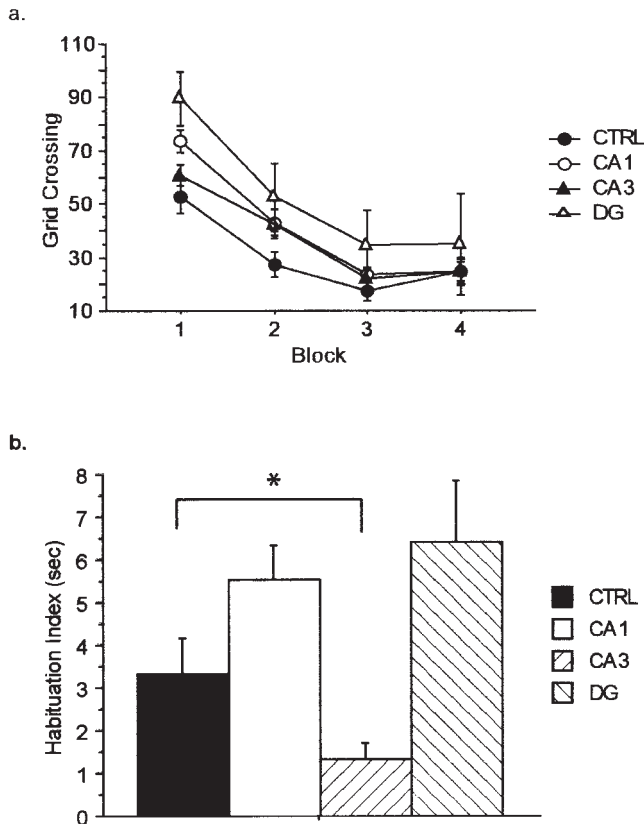 a.
110
90
70
50
30
10
Grid Crossing
1 2 3 4
Block
CTRL
CA1
CA3
DG
b.
8
7
6
5
4
3
2
1
0
Habituation Index (sec)
*
CTRL
CA1
CA3
DG